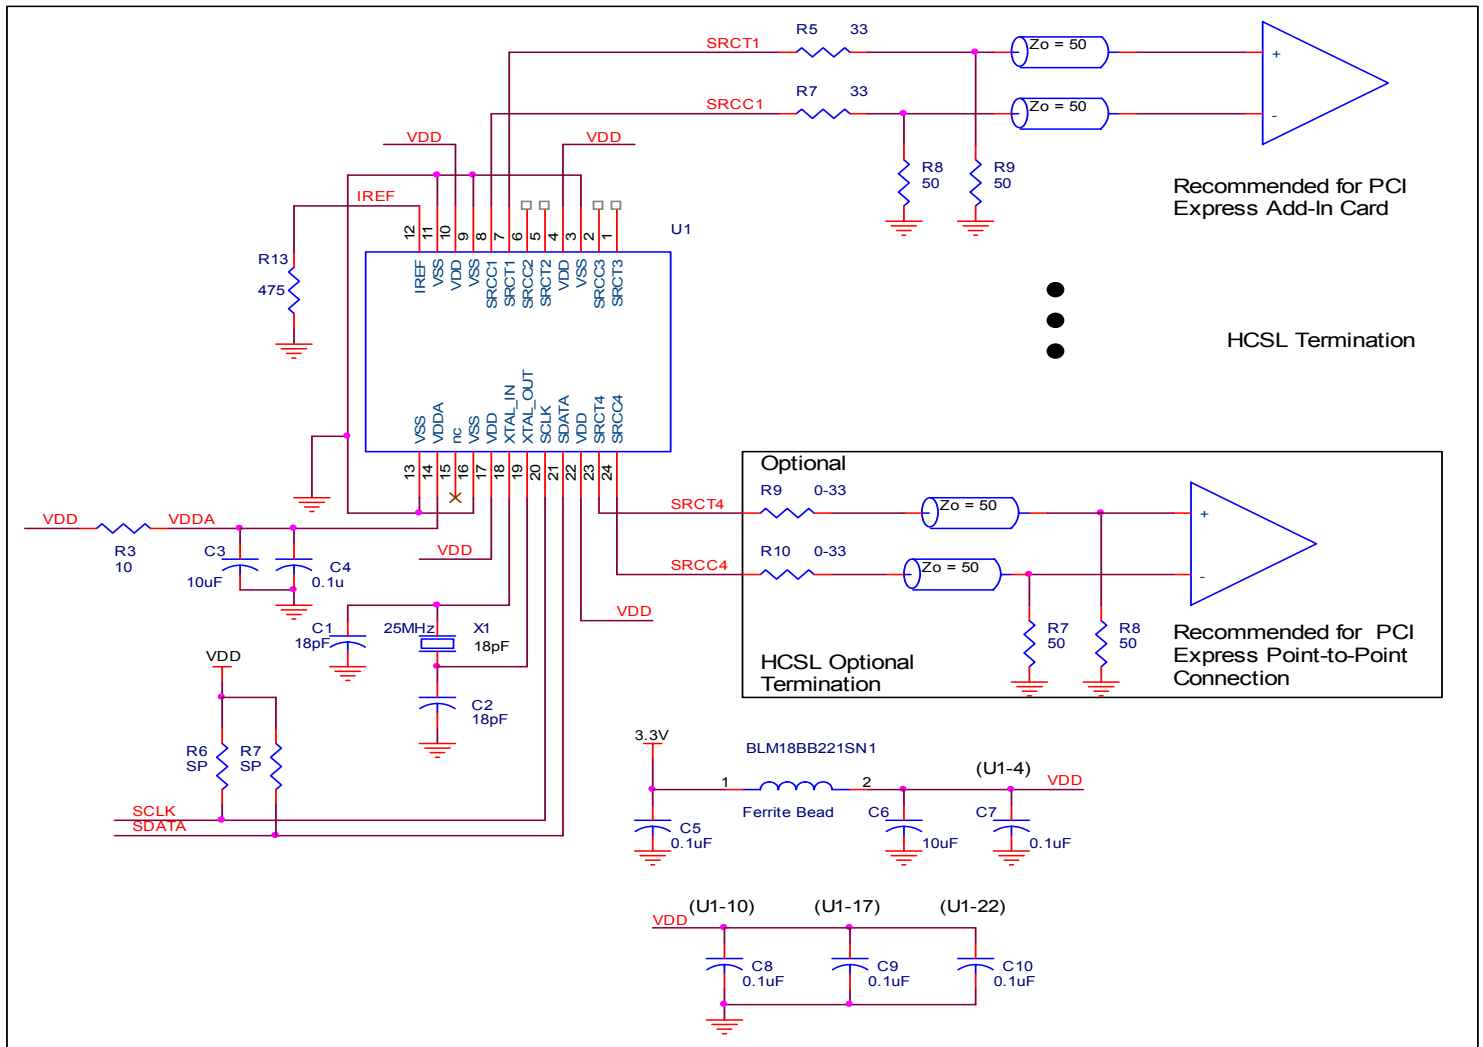 R5 33
SRCT1
Zo = 50
+
R7 33
SRCC1
Zo = 50
-
VDD
VDD
R8
50
R9
50
Recommended for PCI
Express Add-In Card
IREF
U1
12
11
10
9
8
7
6
5
4
3
2
1
IREF
VSS
VDD
VSS
SRCC1
SRCT1
SRCC2
SRCT2
VDD
VSS
SRCC3
SRCT3
R13
475
HCSL Termination
VSS
VDDA
nc
VSS
VDD
XTAL_IN
XTAL_OUT
SCLK
SDATA
VDD
SRCT4
SRCC4
13
14
15
16
17
18
19
20
21
22
23
24
Optional
R9 0-33
SRCT4
Zo = 50
+
R10 0-33
SRCC4
Zo = 50
-
VDD
VDDA
R3
10
C3
10uF
C4
0.1u
VDD
VDD
R7
50
R8
50
Recommended for PCI
Express Point-to-Point
Connection
HCSL Optional
Termination
C1
18pF
25MHz
X1
18pF
C2
18pF
VDD
R6
SP
R7
SP
SCLK
SDATA
3.3V
BLM18BB221SN1
1
2
Ferrite Bead
(U1-4)
VDD
C5
0.1uF
C6
10uF
C7
0.1uF
(U1-10)
(U1-17)
(U1-22)
VDD
C8
0.1uF
C9
0.1uF
C10
0.1uF